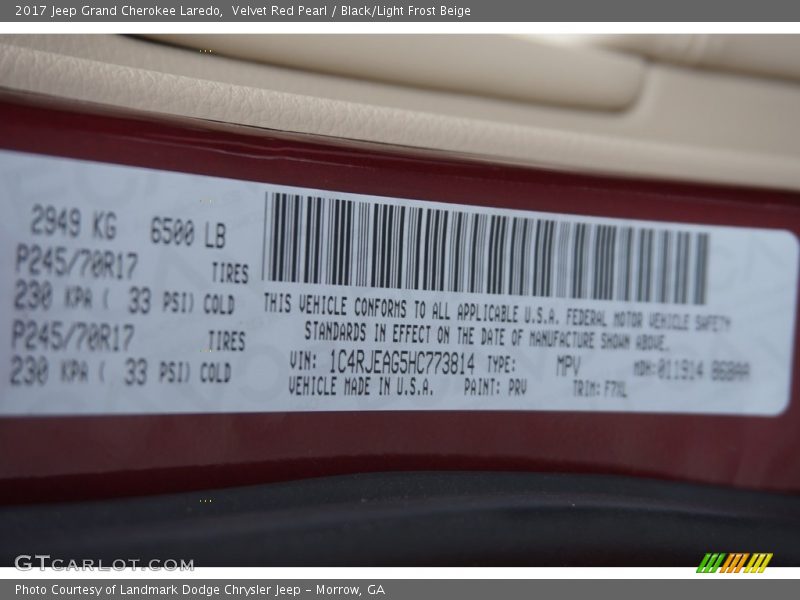 2017 Jeep Grand Cherokee Laredo, Velvet Red Pearl / Black/Light Frost Beige
2949 KG 6500 LB
P245/70R17 TIRES
230 KPA ( 33 PSI) COLD
P245/70R17 TIRES
230 KPA ( 33 PSI) COLD
THIS VEHICLE CONFORMS TO ALL APPLICABLE U.S.A. FEDERAL MOTOR VEHICLE SAFETY
STANDARDS IN EFFECT ON THE DATE OF MANUFACTURE SHOWN ABOVE.
VIN: 1C4RJEAG5HC773814 TYPE: MPV MDH:011914
VEHICLE MADE IN U.S.A. PAINT: PRV TRIM: F7XL
GTCARLOT.COM
Photo Courtesy of Landmark Dodge Chrysler Jeep – Morrow, GA